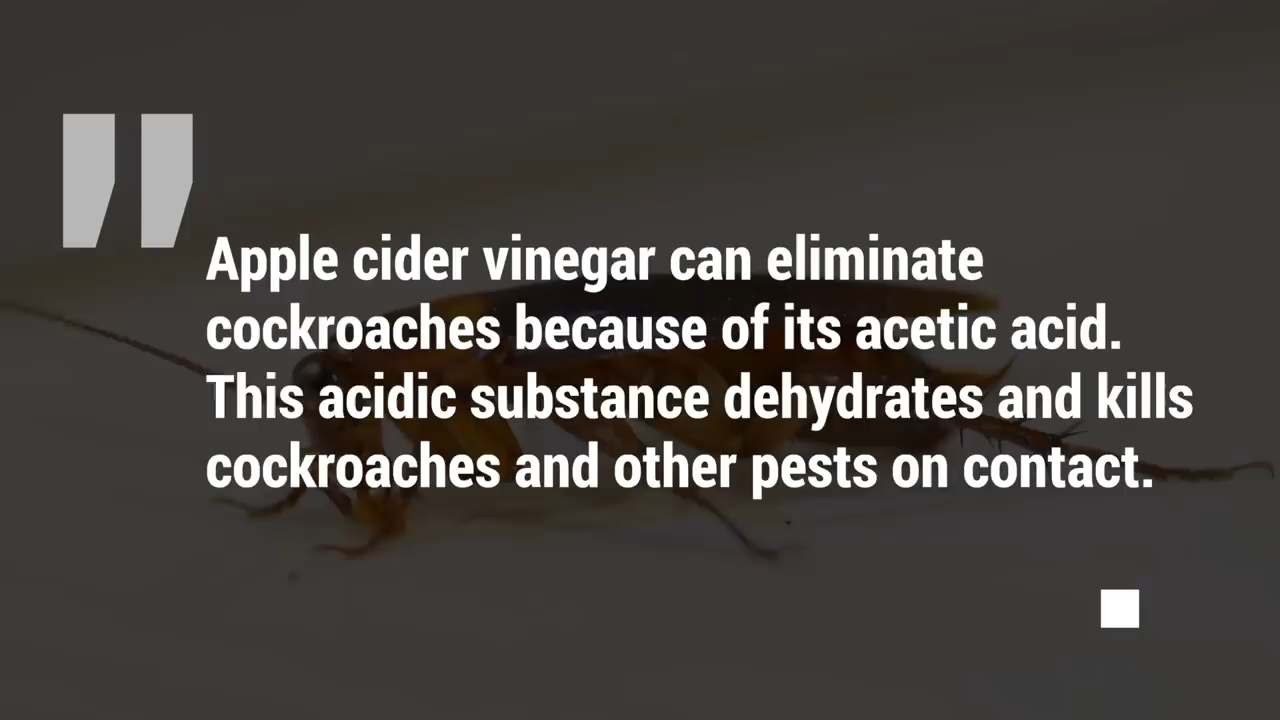 Apple cider vinegar can eliminate
cockroaches because of its acetic acid.
This acidic substance dehydrates and kills
cockroaches and other pests on contact.